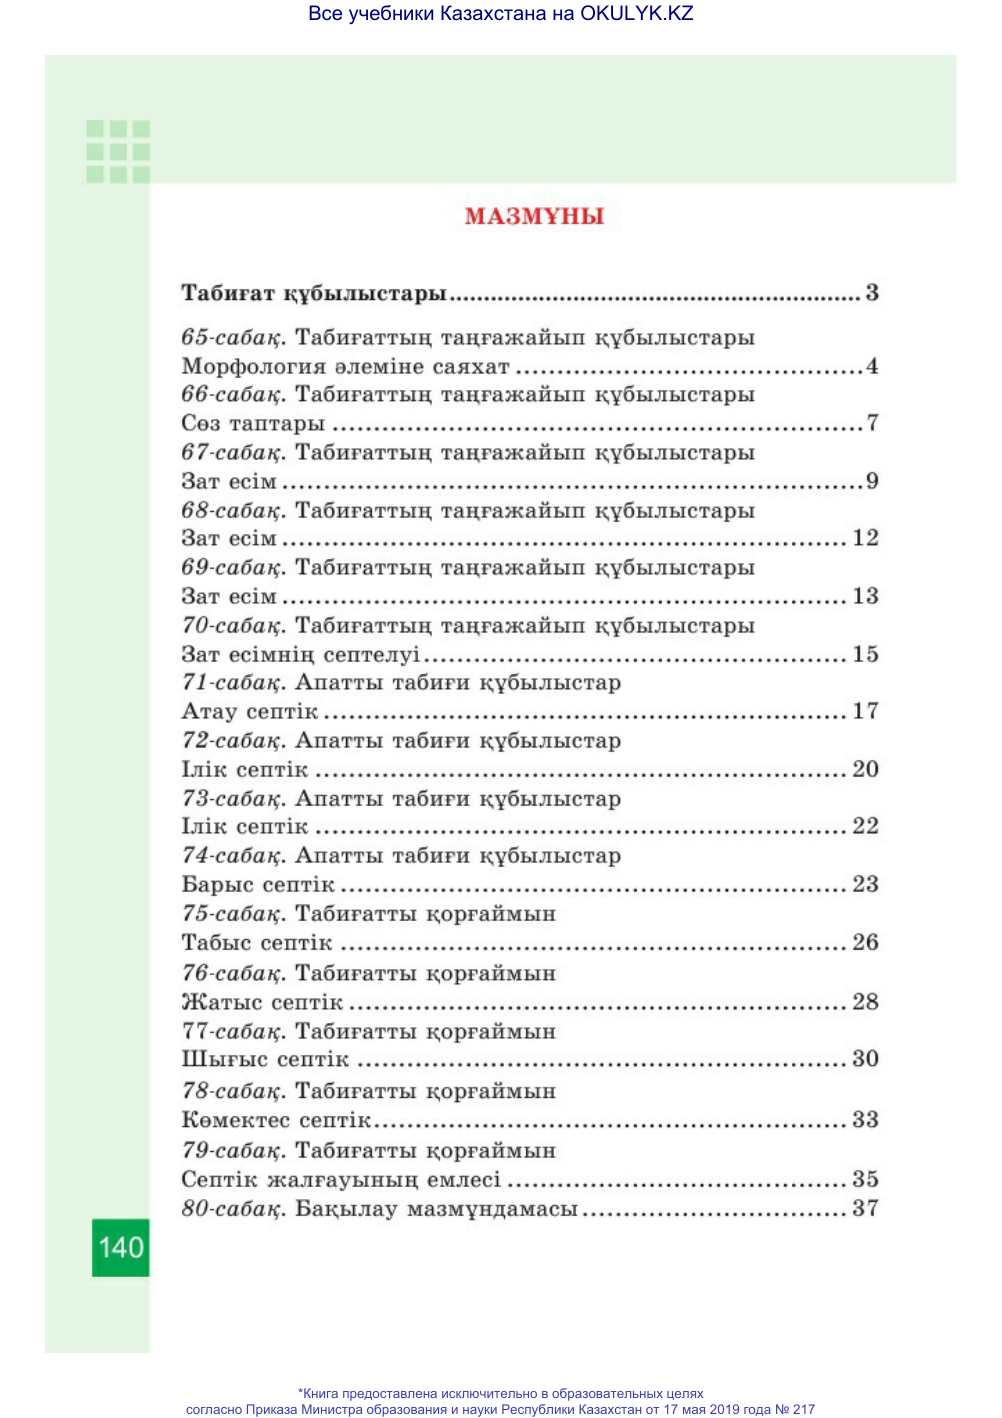 Все учебники Казахстана на OKULYK.KZ
МАЗМҰНЫ
Табиғат құбылыстары............................................................ 3
65-сабақ. Табиғаттың таңғажайып құбылыстары
Морфология әлеміне саяхат ..........................................4
66-сабақ. Табиғаттың таңғажайып құбылыстары
Сөз таптары ................................................................7
67-сабақ. Табиғаттың таңғажайып құбылыстары
Зат есім ......................................................................9
68-сабақ. Табиғаттың таңғажайып құбылыстары
Зат есім .................................................................... 12
69-сабақ. Табиғаттың таңғажайып құбылыстары
Зат есім .................................................................... 13
70-сабақ. Табиғаттың таңғажайып құбылыстары
Зат есімнің септелуі................................................... 15
71-сабақ. Апатты табиғи құбылыстар
Атау септік ............................................................... 17
72-сабақ. Апатты табиғи құбылыстар
Ілік септік ................................................................ 20
73-сабақ. Апатты табиғи құбылыстар
Ілік септік ................................................................ 22
74-сабақ. Апатты табиғи құбылыстар
Барыс септік ............................................................. 23
75-сабақ. Табиғатты қорғаймын
Табыс септік ............................................................. 26
76-сабақ. Табиғатты қорғаймын
Жатыс септік ............................................................ 28
77-сабақ. Табиғатты қорғаймын
Шығыс септік ........................................................... 30
78-сабақ. Табиғатты қорғаймын
Көмектес септік......................................................... 33
79-сабақ. Табиғатты қорғаймын
Септік жалғауының емлесі ......................................... 35
80-сабақ. Бақылау мазмұндамасы................................ 37
140
*Книга предоставлена исключительно в образовательных целях
согласно Приказа Министра образования и науки Республики Казахстан от 17 мая 2019 года № 217